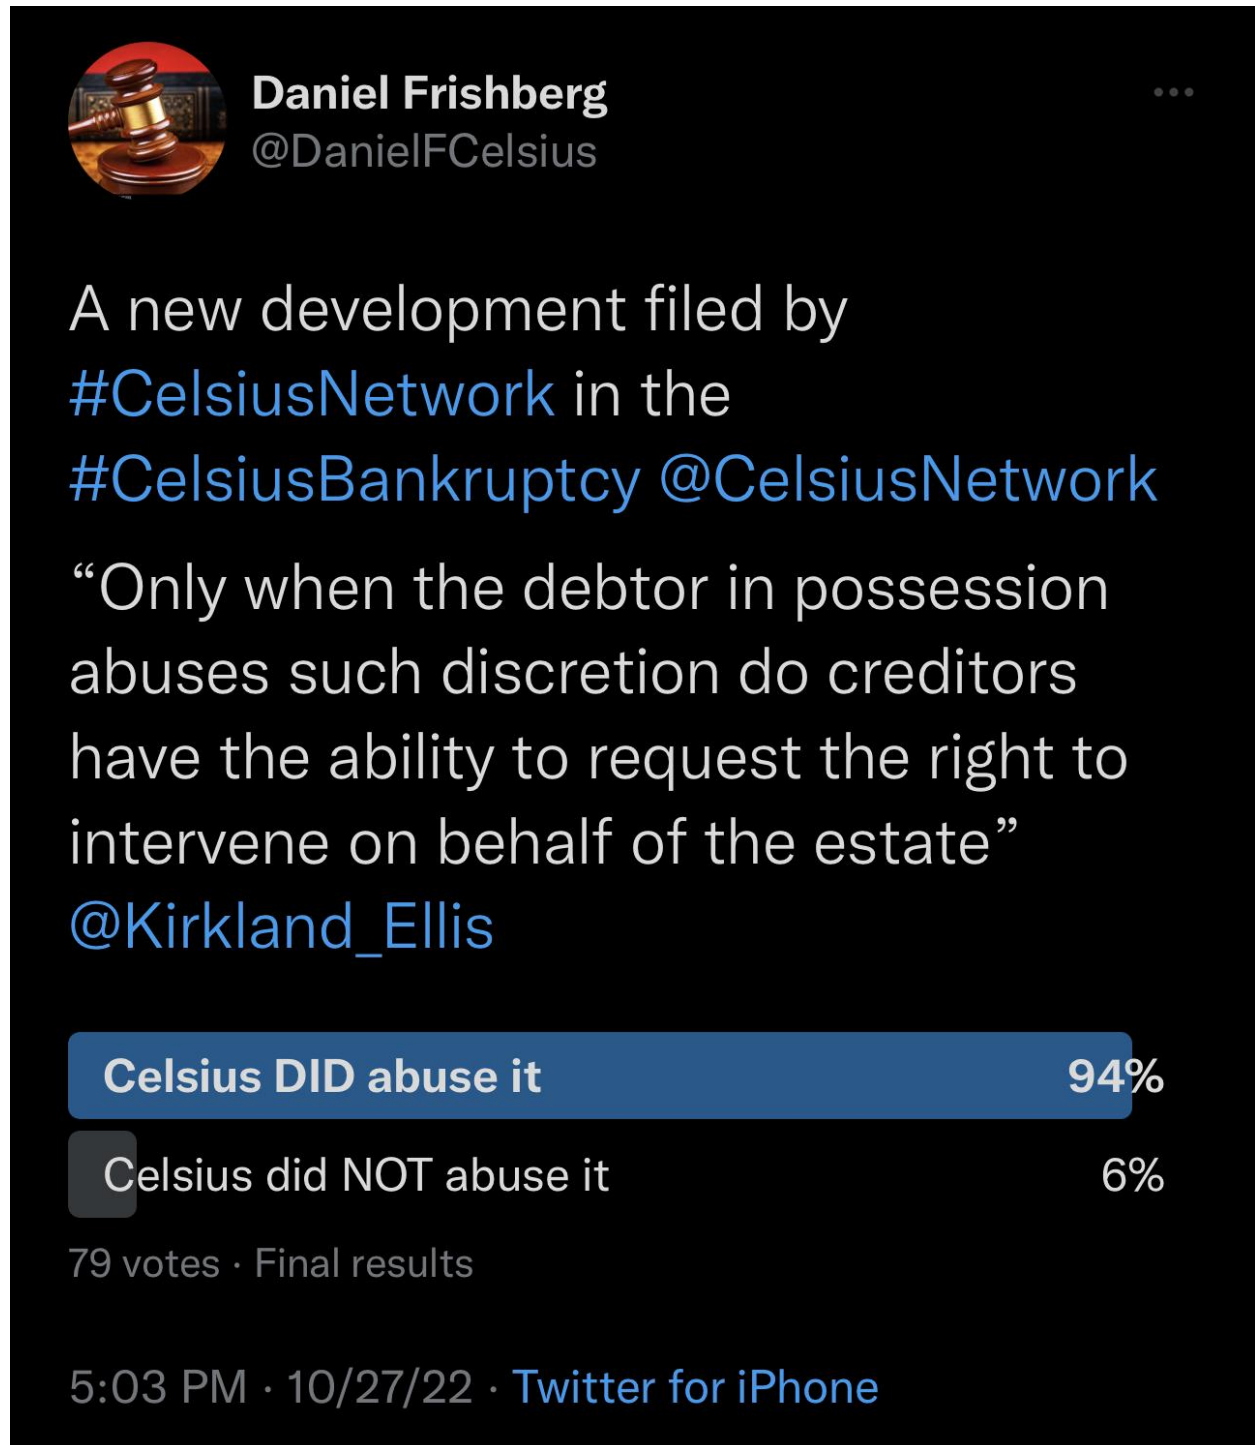 Daniel Frishberg
@DanielFCelsius
A new development filed by
#CelsiusNetwork in the
#CelsiusBankruptcy @CelsiusNetwork
“Only when the debtor in possession
abuses such discretion do creditors
have the ability to request the right to
intervene on behalf of the estate”
@Kirkland_Ellis
Celsius DID abuse it 94%
Celsius did NOT abuse it 6%
79 votes · Final results
5:03 PM · 10/27/22 · Twitter for iPhone